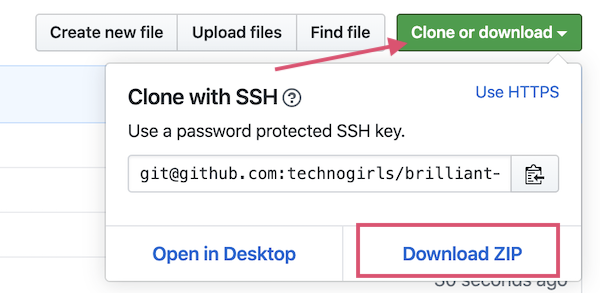 Create new file Upload files Find file Clone or download
Clone with SSH Use HTTPS
Use a password protected SSH key.
git@github.com:technogirls/brilliant-
Open in Desktop Download ZIP
30 seconds ago